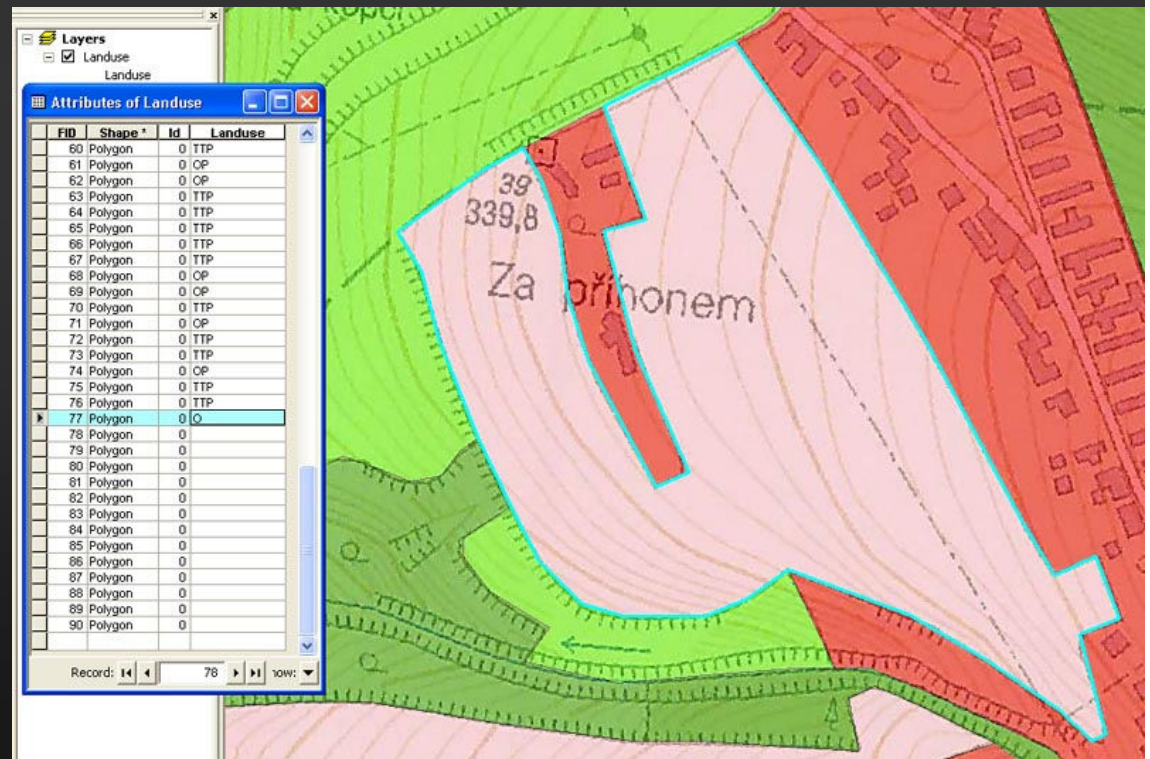 Layers
Landuse
Landuse
Attributes of Landuse
FID Shape * Id Landuse
60 Polygon 0 TTP
61 Polygon 0 OP
62 Polygon 0 OP
63 Polygon 0 TTP
64 Polygon 0 TTP
65 Polygon 0 TTP
66 Polygon 0 TTP
67 Polygon 0 TTP
68 Polygon 0 OP
69 Polygon 0 OP
70 Polygon 0 TTP
71 Polygon 0 OP
72 Polygon 0 TTP
73 Polygon 0 TTP
74 Polygon 0 OP
75 Polygon 0 TTP
76 Polygon 0 TTP
77 Polygon 0 O
78 Polygon 0
79 Polygon 0
80 Polygon 0
81 Polygon 0
82 Polygon 0
83 Polygon 0
84 Polygon 0
85 Polygon 0
86 Polygon 0
87 Polygon 0
88 Polygon 0
89 Polygon 0
90 Polygon 0
Record: 78 now:
39
339,8
Za příhonem